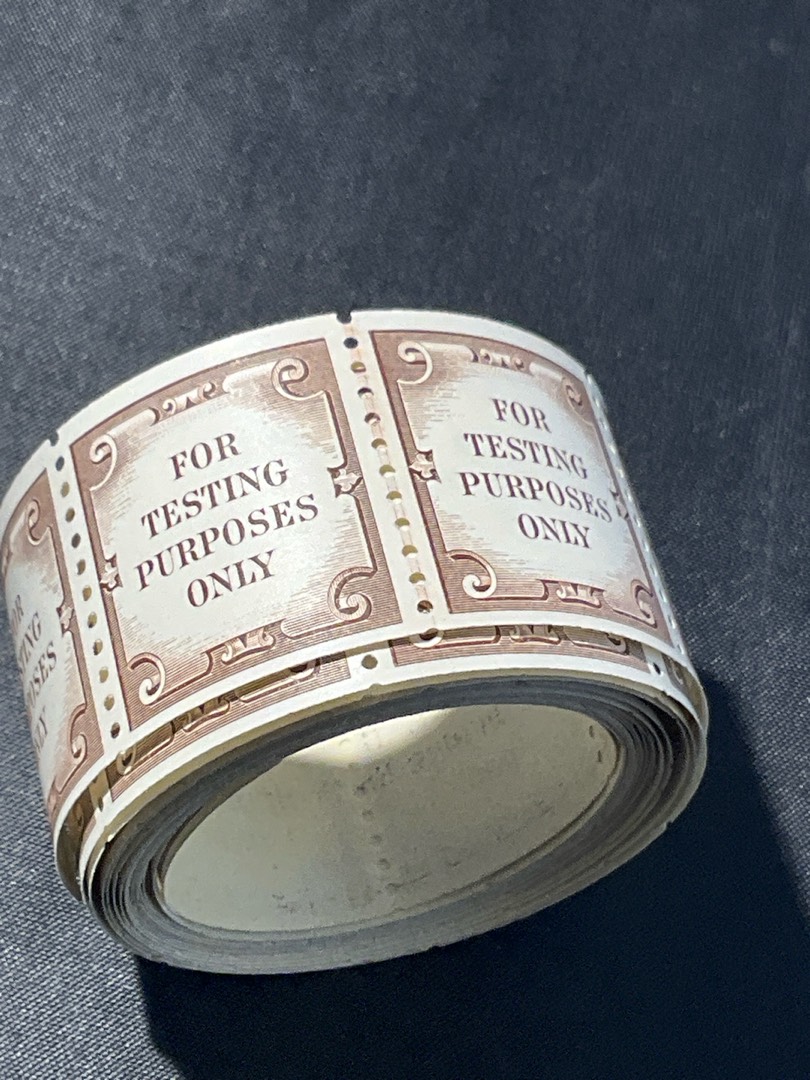 FOR
TESTING
PURPOSES
ONLY
FOR
TESTING
PURPOSES
ONLY